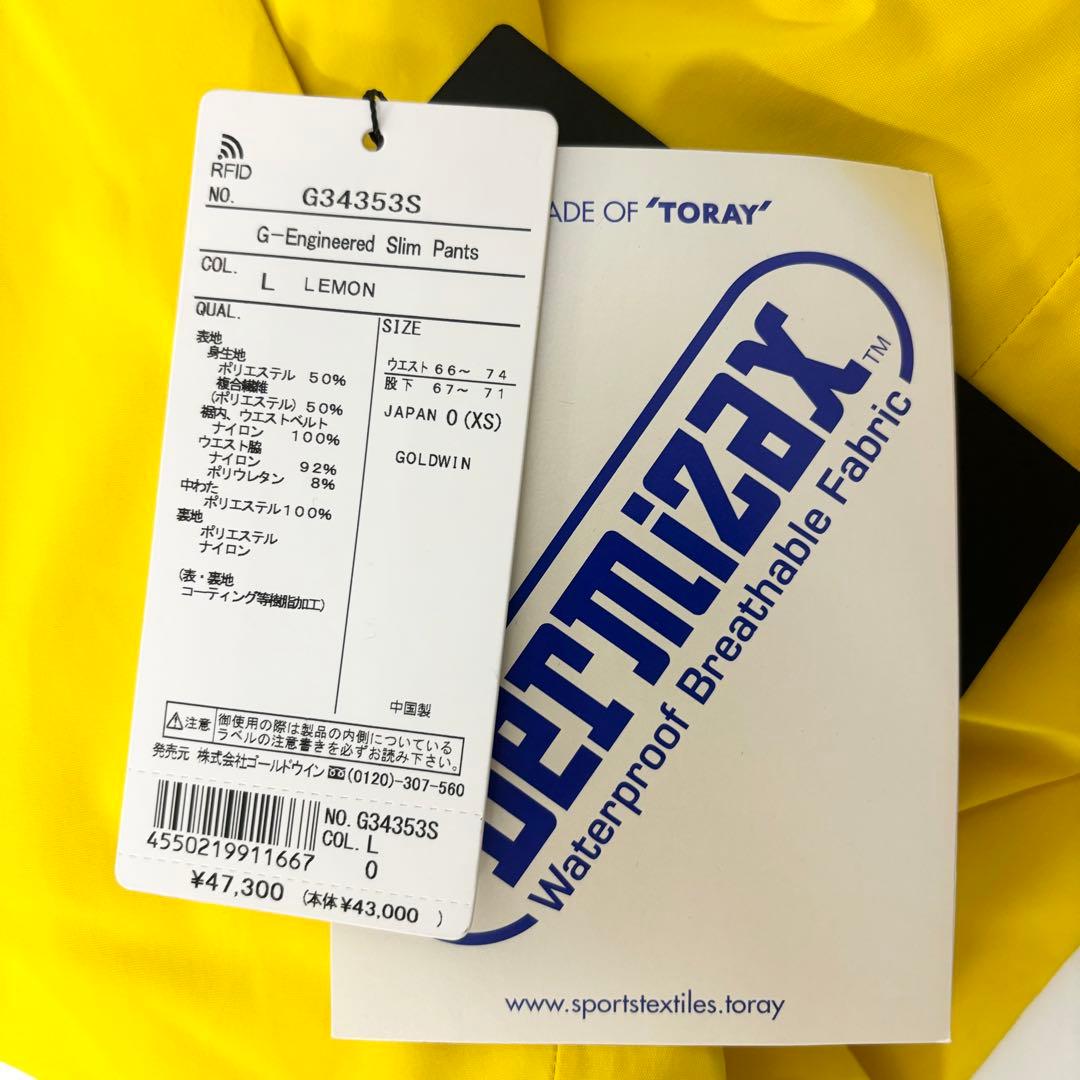 RFID
NO. G34353S
G-Engineered Slim Pants
COL. L LEMON
QUAL.
表地
身生地
ポリエステル 50%
複合繊維
(ポリエステル) 50%
裾内、ウエストベルト
ナイロン 100%
ウエスト脇
ナイロン 92%
ポリウレタン 8%
中わた
ポリエステル100%
裏地
ポリエステル
ナイロン
(表・裏地
コーティング等樹脂加工)
SIZE
ウエスト 66~ 74
股下 67~ 71
JAPAN 0 (XS)
GOLDWIN
中国製
注意 御使用の際は製品の内側についている
ラベルの注意書きを必ずお読み下さい。
発売元 株式会社ゴールドウイン (0120)-307-560
4550219911667
NO. G34353S
COL. L
0
¥47,300 (本体¥43,000 )
ADE OF "TORAY"
Dermizax™
Waterproof Breathable Fabric
www.sportstextiles.toray